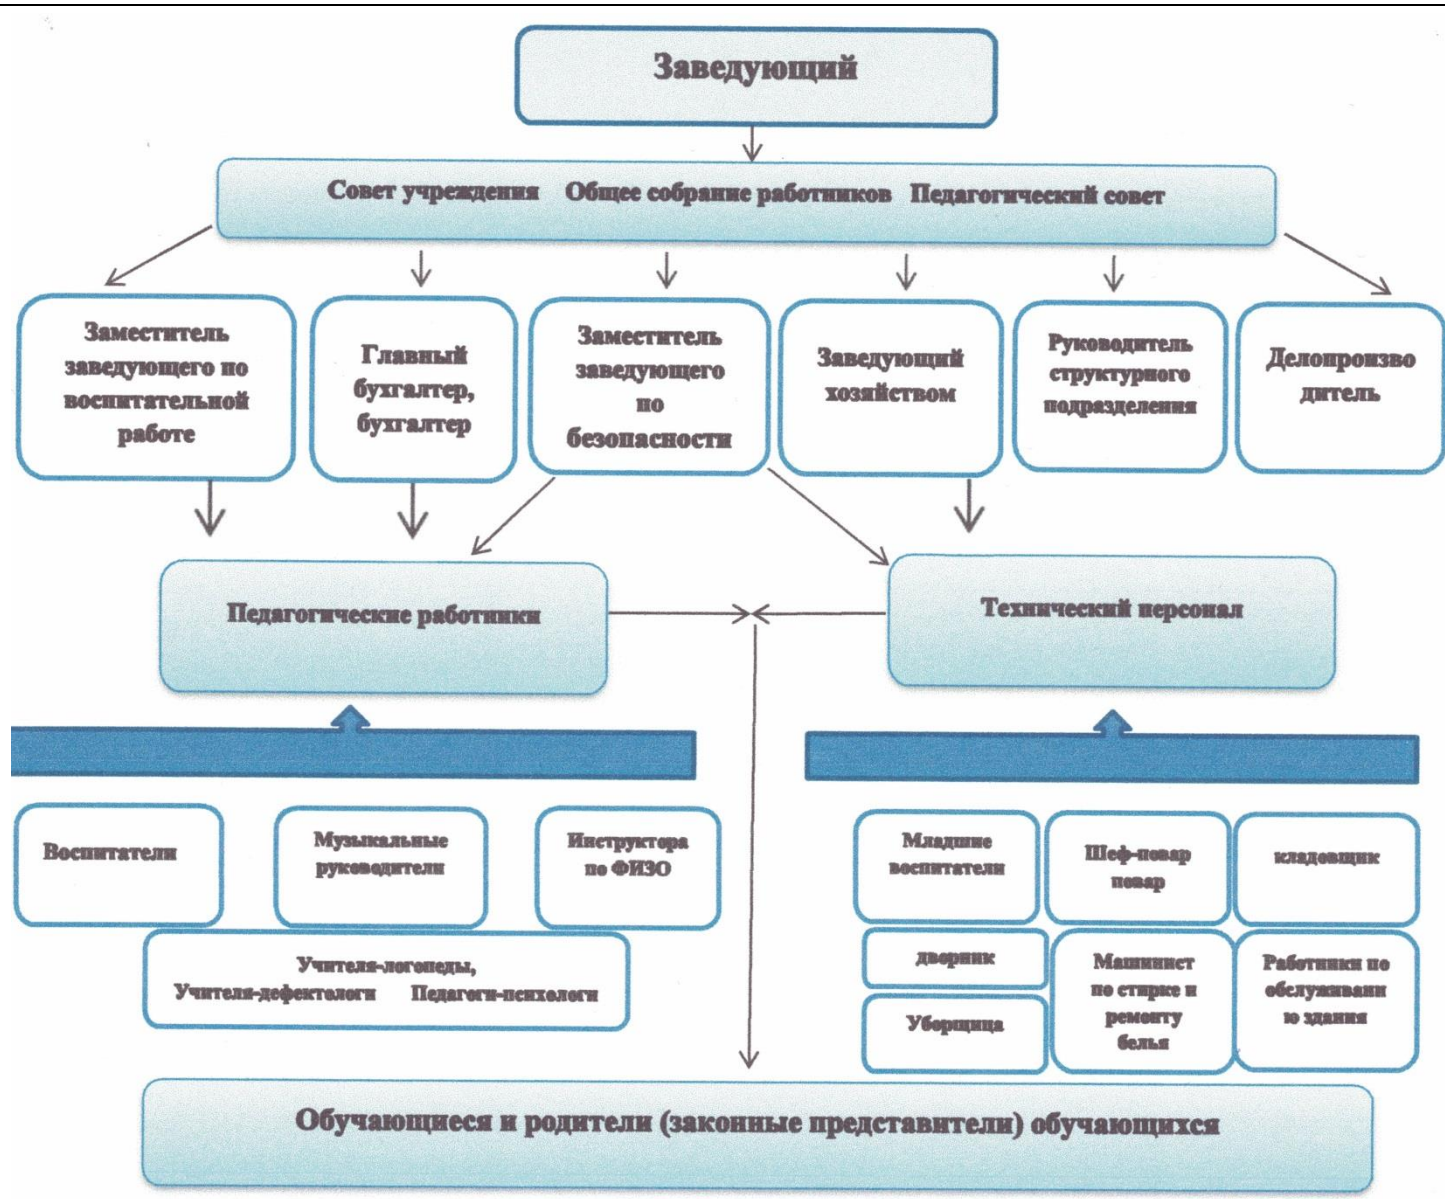 Заведующий
Совет учреждения Общее собрание работников Педагогический совет
Заместитель
заведующего по
воспитательной
работе
Главный
бухгалтер,
бухгалтер
Заместитель
заведующего
по
безопасности
Заведующий
хозяйством
Руководитель
структурного
подразделения
Делопроизво
дитель
Педагогические работники
Технический персонал
Воспитатели
Музыкальные
руководители
Инструктора
по ФИЗО
Учителя-логопеды,
Учителя-дефектологи Педагоги-психологи
Младшие
воспитатели
Шеф-повар
повар
кладовщик
дворник
Уборщица
Машинист
по стирке и
ремонту
белья
Работники по
обслуживани
ю здания
Обучающиеся и родители (законные представители) обучающихся